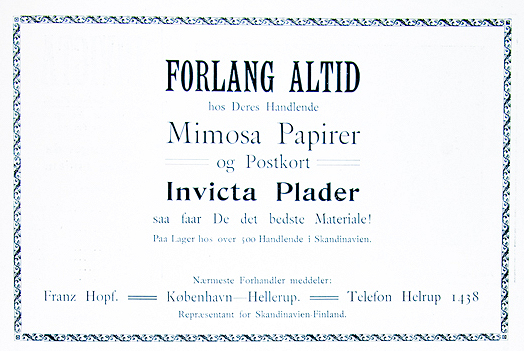 FORLANG ALTID
hos Deres Handlende
Mimosa Papirer
og Postkort
Invicta Plader
saa faar De det bedste Materiale!
Paa Lager hos over 500 Handlende i Skandinavien.
Nærmeste Forhandler meddeler:
Franz Hopf. København—Hellerup. Telefon Helrup 1438
Repræsentant for Skandinavien-Finland.